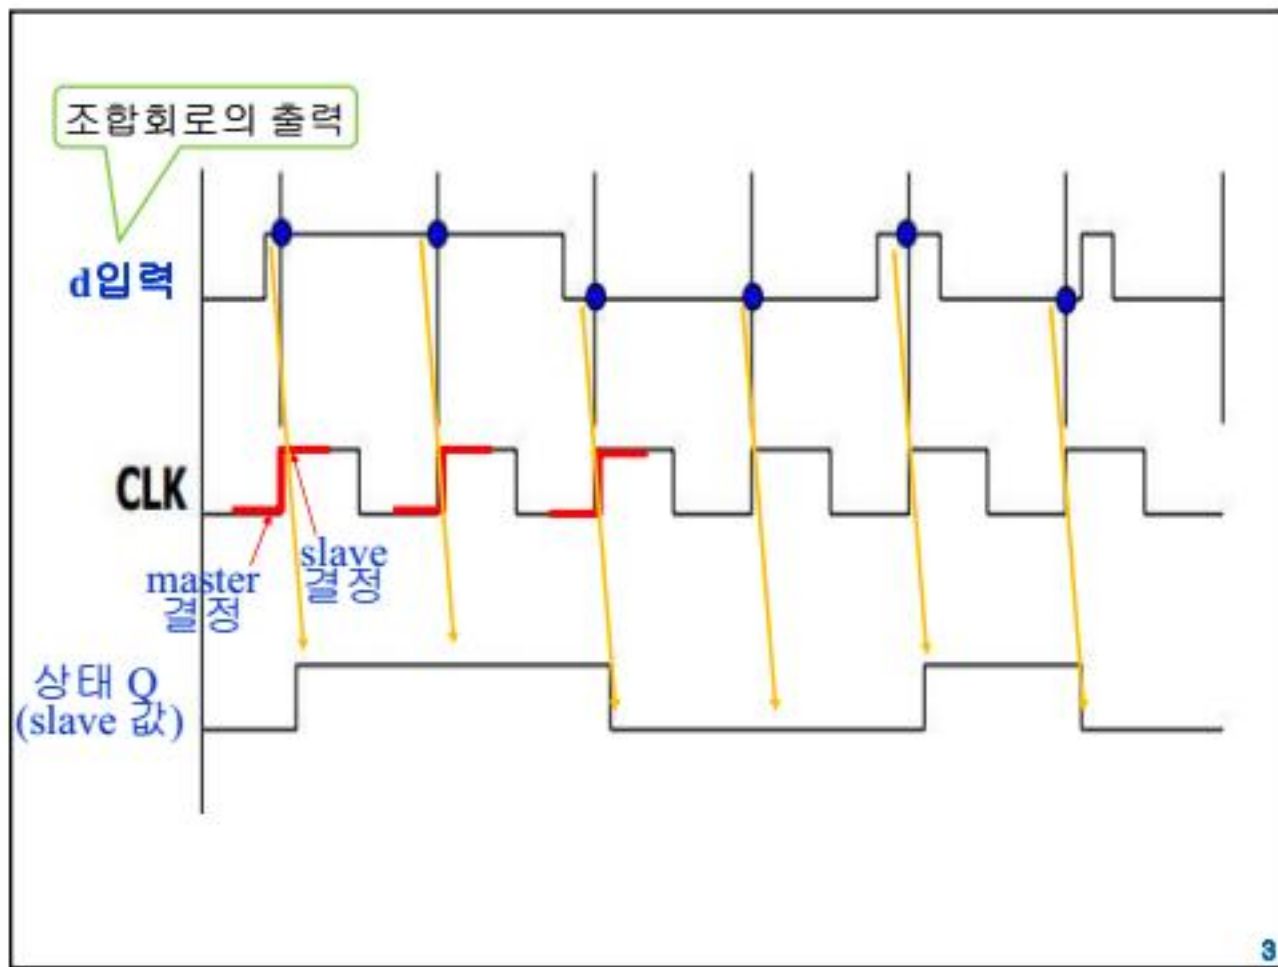 조합회로의 출력
d입력
CLK
master
결정
slave
결정
상태 Q
(slave 값)
3